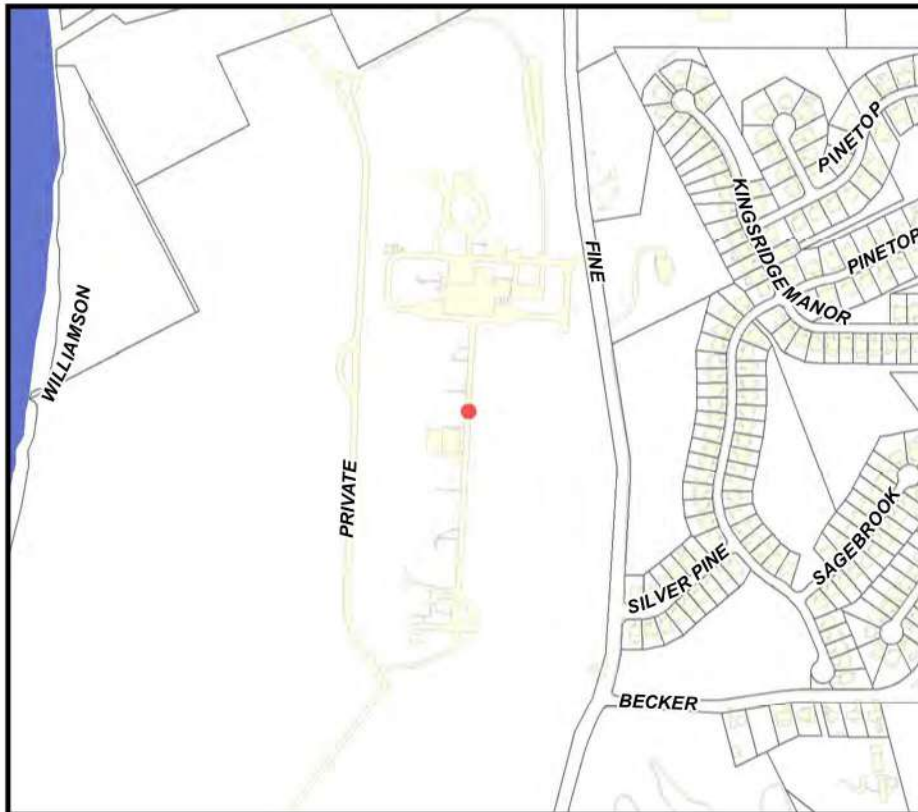 PINETOP
KINGSRIDGE MANOR
PINETOP
FINE
WILLIAMSON
PRIVATE
SAGEBROOK
SILVER PINE
BECKER